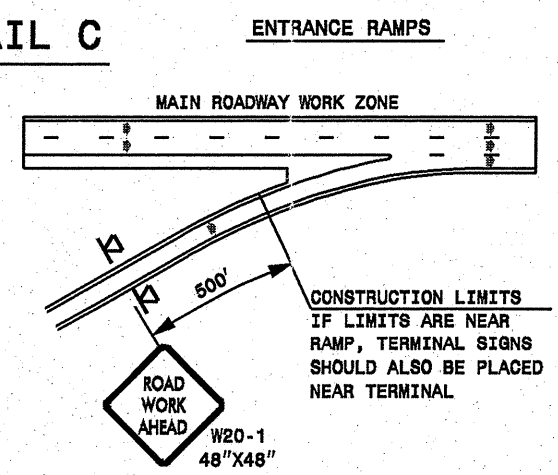 AIL C
ENTRANCE RAMPS
MAIN ROADWAY WORK ZONE
500'
CONSTRUCTION LIMITS
IF LIMITS ARE NEAR
RAMP, TERMINAL SIGNS
SHOULD ALSO BE PLACED
NEAR TERMINAL
ROAD
WORK
AHEAD
W20-1
48"X48"